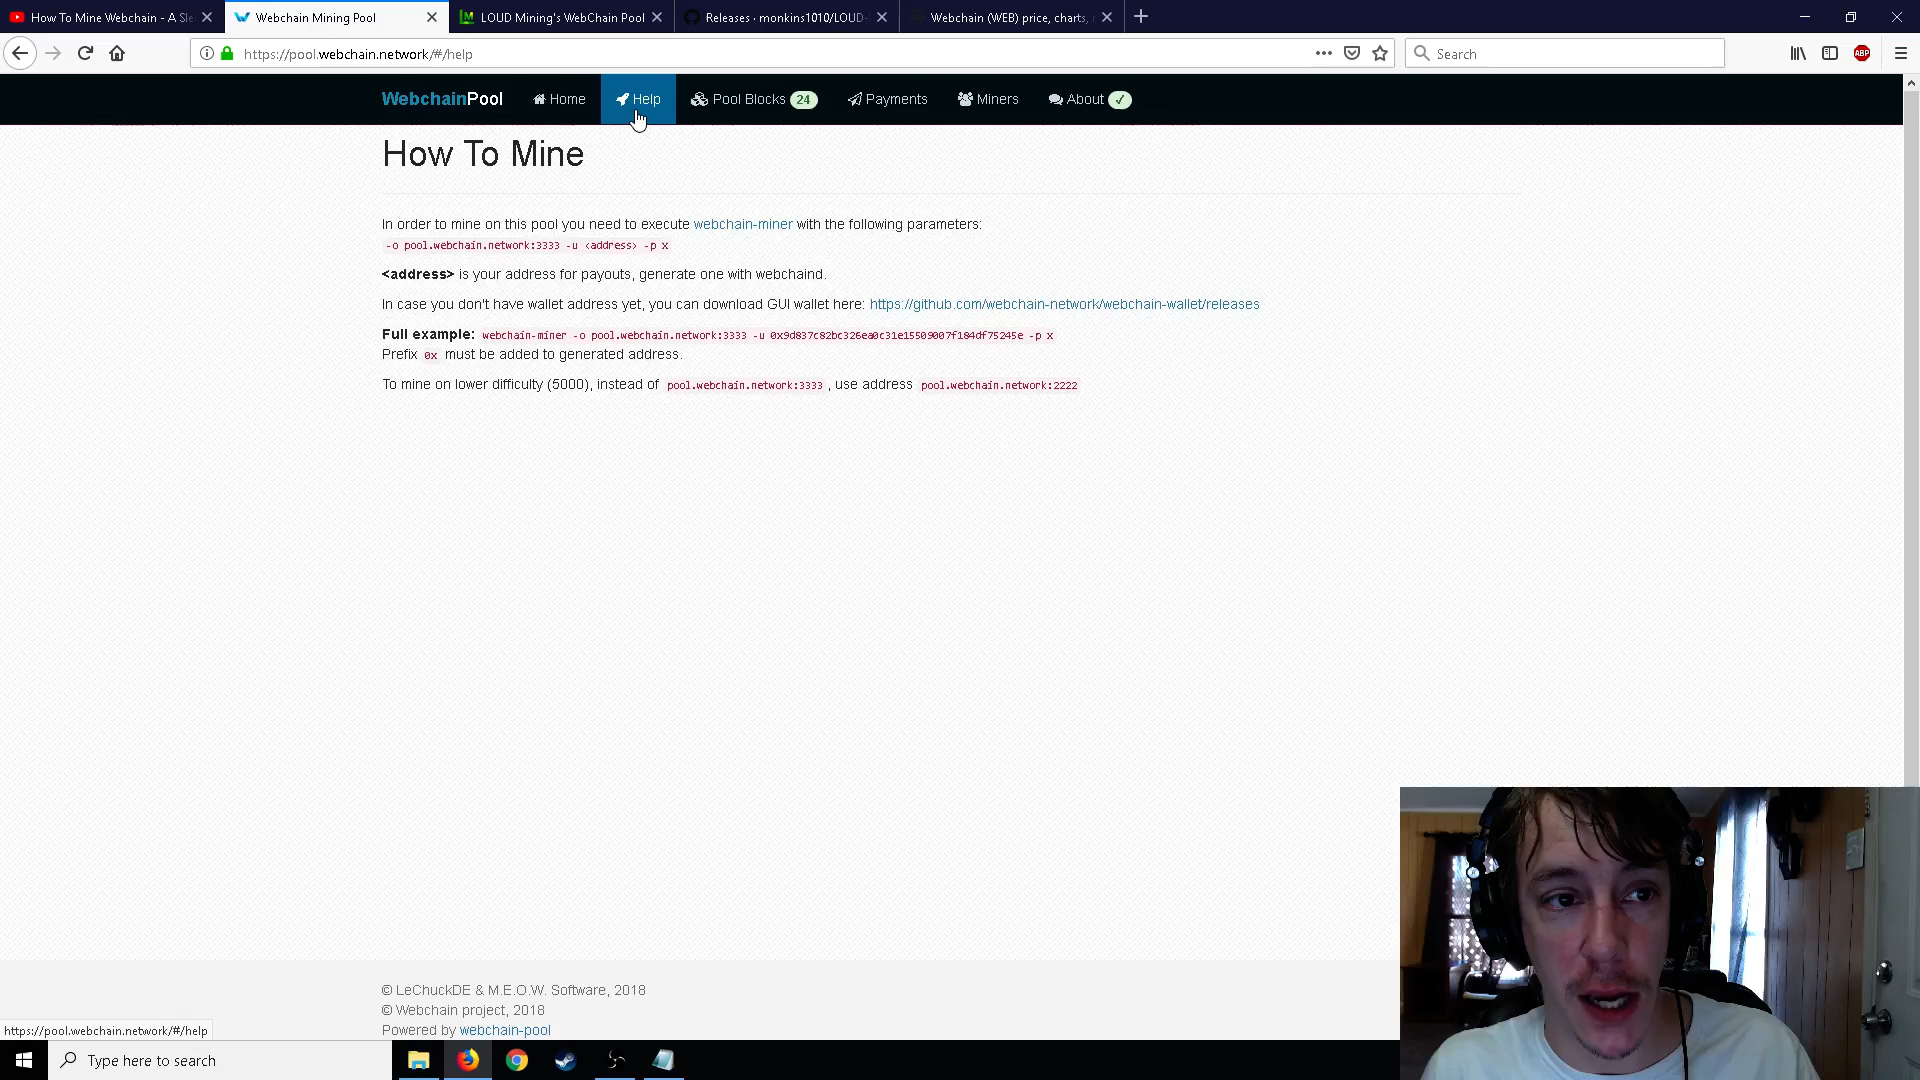 How To Mine Webchain - A Sle
Webchain Mining Pool
LOUD Mining's WebChain Pool
Releases · monkins1010/LOUD-
Webchain (WEB) price, charts,
https://pool.webchain.network/#/help
Search
ABP
WebchainPool
Home
Help
Pool Blocks 24
Payments
Miners
About
How To Mine
In order to mine on this pool you need to execute webchain-miner with the following parameters:
-o pool.webchain.network:3333 -u <address> -p x
<address> is your address for payouts, generate one with webchaind.
In case you don't have wallet address yet, you can download GUI wallet here: https://github.com/webchain-network/webchain-wallet/releases
Full example: webchain-miner -o pool.webchain.network:3333 -u 0x9d837c82bc326ea0c31e15509007f184df75245e -p x
Prefix 0x must be added to generated address.
To mine on lower difficulty (5000), instead of pool.webchain.network:3333 , use address pool.webchain.network:2222
© LeChuckDE & M.E.O.W. Software, 2018
© Webchain project, 2018
Powered by webchain-pool
https://pool.webchain.network/#/help
Type here to search